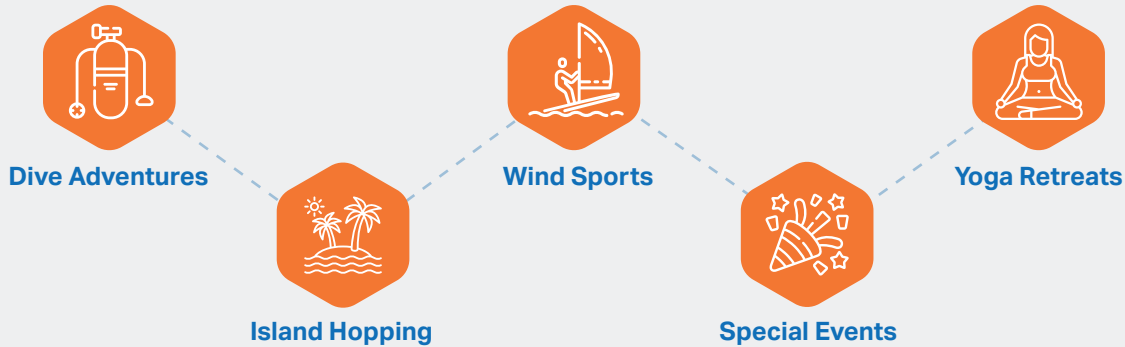 Dive Adventures
Wind Sports
Yoga Retreats
Island Hopping
Special Events